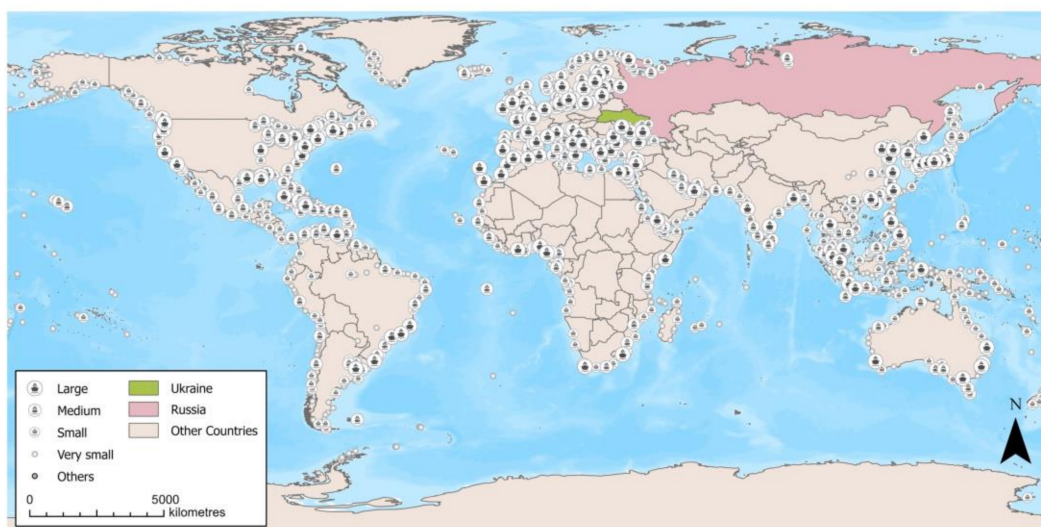 N
Large
Medium
Small
Very small
Others
Ukraine
Russia
Other Countries
0 5000
kilometres